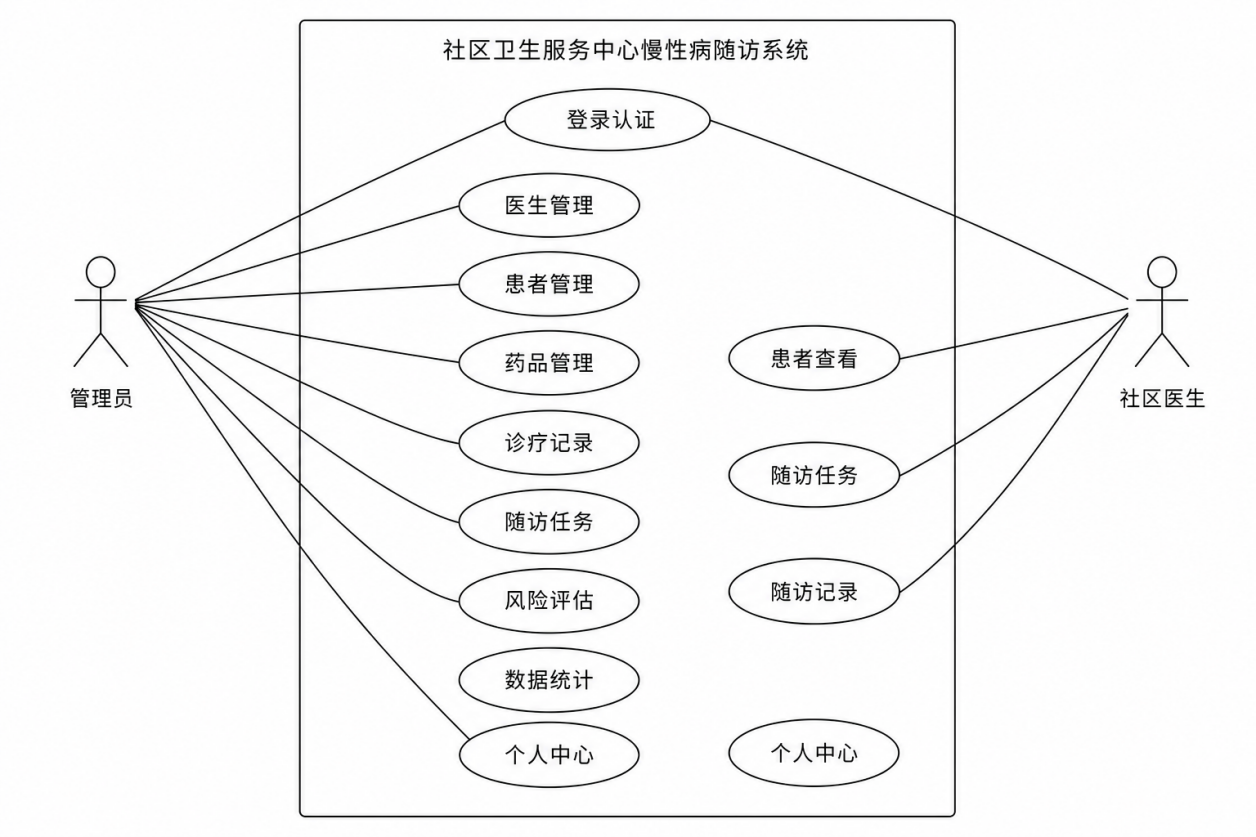 社区卫生服务中心慢性病随访系统
登录认证
医生管理
患者管理
药品管理
诊疗记录
随访任务
风险评估
数据统计
个人中心
患者查看
随访任务
随访记录
个人中心
管理员
社区医生